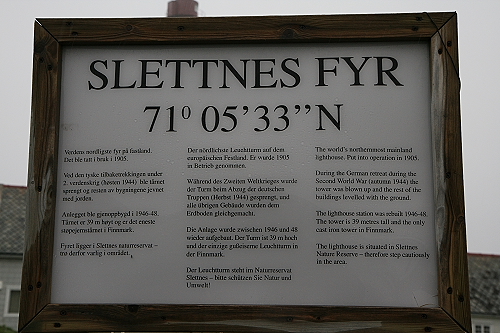 SLETTNES FYR
71⁰ 05’33”N
Verdens nordligste fyr på fastland.
Det ble tatt i bruk i 1905.
Ved den tyske tilbaketrekkingen under
2. verdenskrig (høsten 1944) ble tårnet
sprengt og resten av bygningene jevnet
med jorden.
Anlegget ble gjenoppbygd i 1946-48.
Tårnet er 39 m høyt og er det eneste
støpejernstårnet i Finnmark.
Fyret ligger i Slettnes naturreservat –
trø derfor varlig i området.
Der nördlichste Leuchtturm auf dem
europäischen Festland. Er wurde 1905
in Betrieb genommen.
Während des Zweiten Weltkrieges wurde
der Turm beim Abzug der deutschen
Truppen (Herbst 1944) gesprengt, und
alle übrigen Gebäude wurden dem
Erdboden gleichgemacht.
Die Anlage wurde zwischen 1946 und 48
wieder aufgebaut. Der Turm ist 39 m hoch
und der einzige gußeiserne Leuchtturm in
der Finnmark.
Der Leuchtturm steht im Naturreservat
Slettnes – bitte schützen Sie Natur und
Umwelt!
The world's northernmost mainland
lighthouse. Put into operation in 1905.
During the German retreat during the
Second World War (autumn 1944) the
tower was blown up and the rest of the
buildings levelled with the ground.
The lighthouse station was rebuilt 1946-48.
The tower is 39 metres tall and the only
cast iron tower in Finnmark.
The lighthouse is situated in Slettnes
Nature Reserve – therefore step cautiously
in the area.